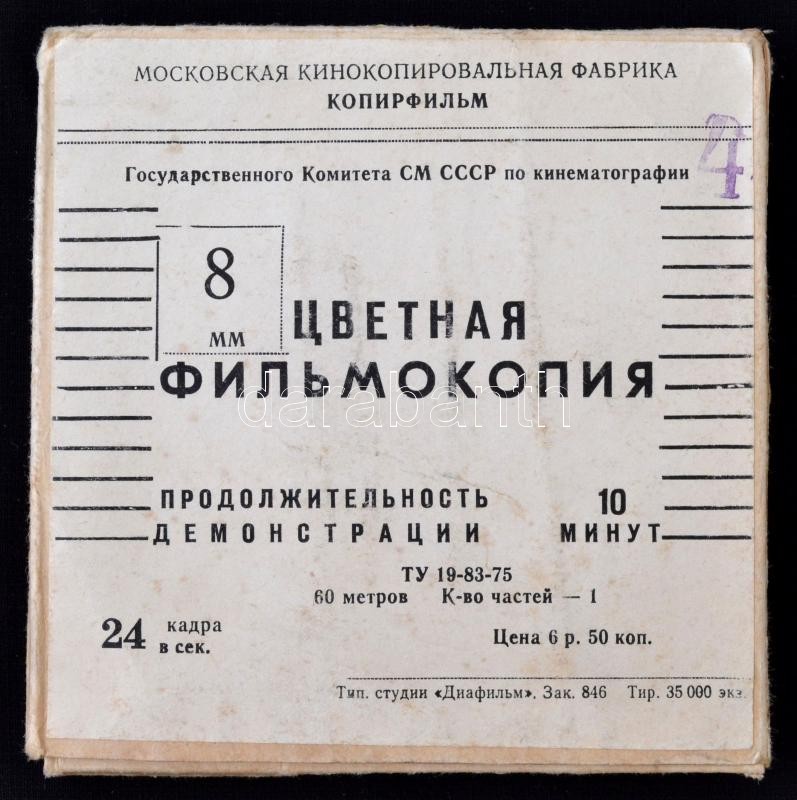 МОСКОВСКАЯ КИНОКОПИРОВАЛЬНАЯ ФАБРИКА
КОПИРФИЛЬМ
4
Государственного Комитета СМ СССР по кинематографии
8
мм
ЦВЕТНАЯ
ФИЛЬМОКОПИЯ
darabanth
ПРОДОЛЖИТЕЛЬНОСТЬ 10
ДЕМОНСТРАЦИИ МИНУТ
ТУ 19-83-75
60 метров К-во частей — 1
24 кадра
в сек.
Цена 6 р. 50 коп.
Тип. студии «Диафильм». Зак. 846 Тир. 35 000 экз.